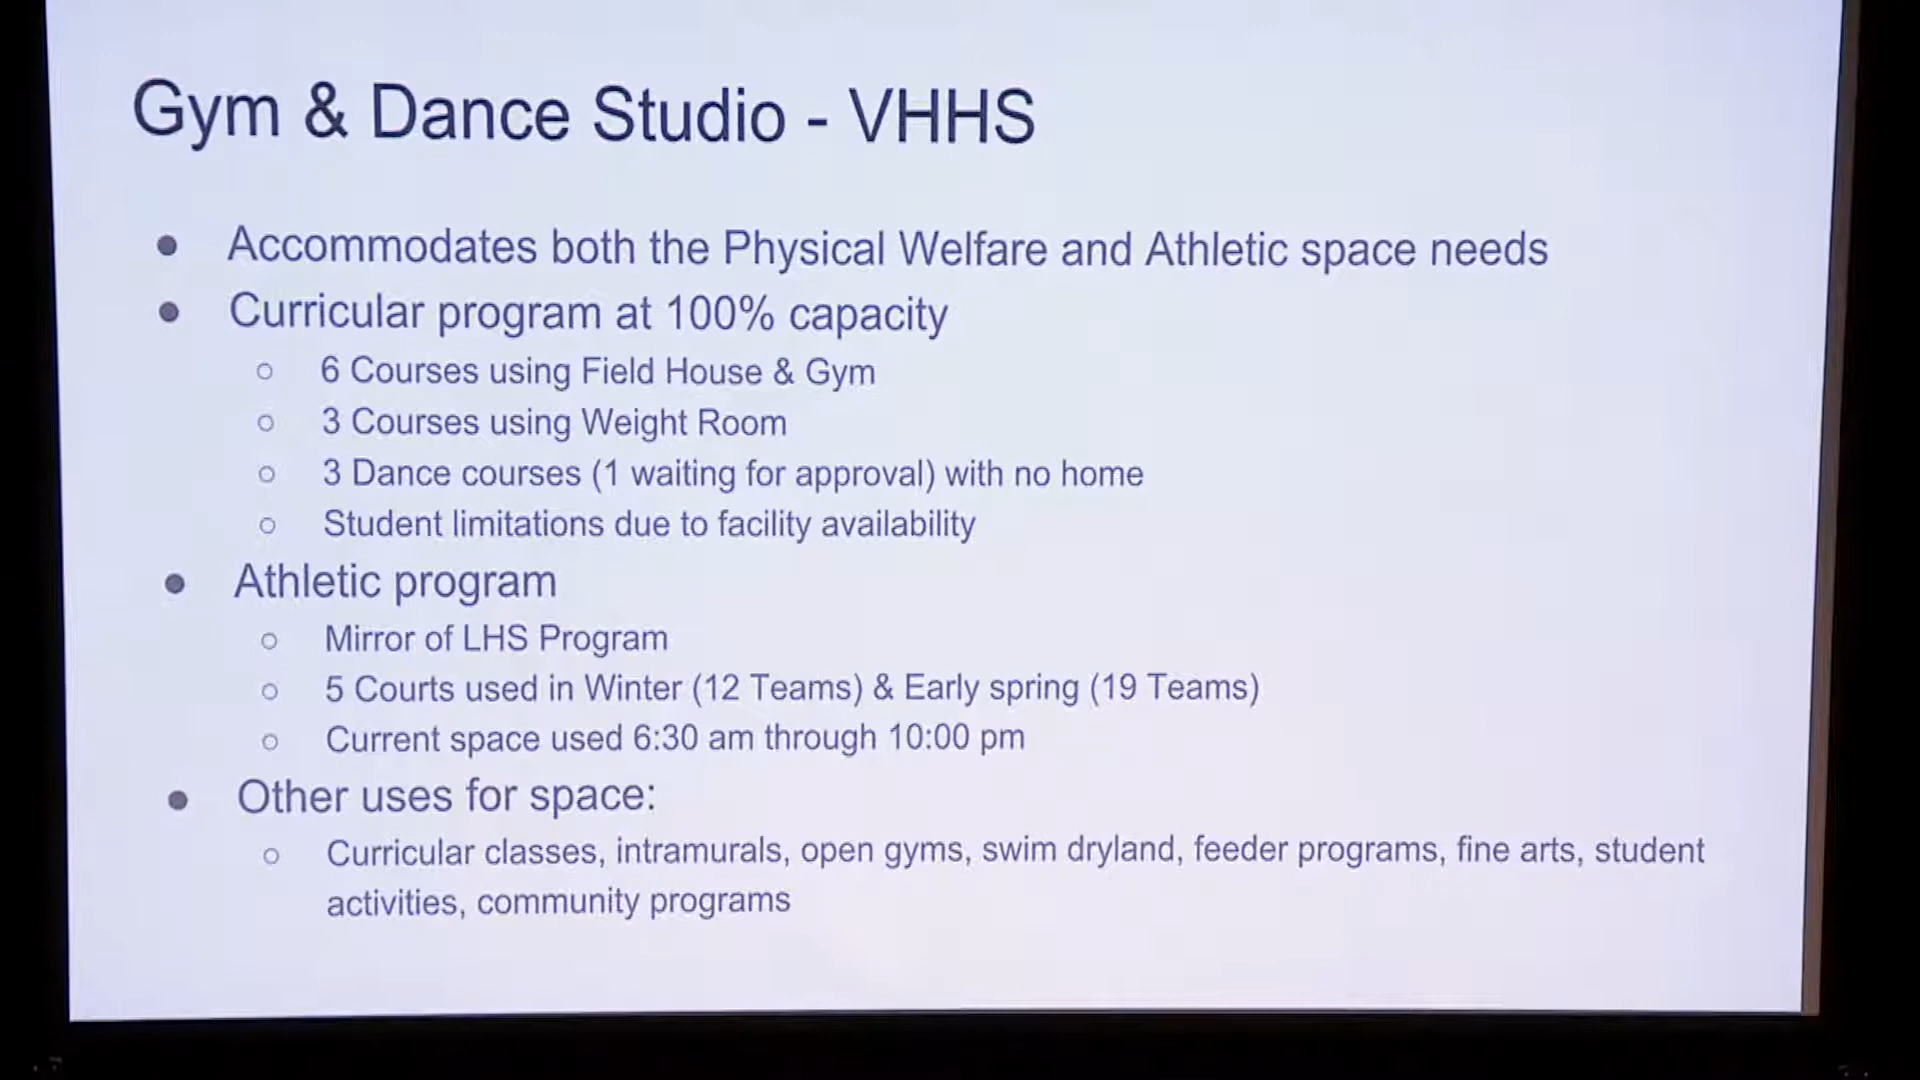 Gym & Dance Studio - VHHS
● Accommodates both the Physical Welfare and Athletic space needs
● Curricular program at 100% capacity
○ 6 Courses using Field House & Gym
○ 3 Courses using Weight Room
○ 3 Dance courses (1 waiting for approval) with no home
○ Student limitations due to facility availability
● Athletic program
○ Mirror of LHS Program
○ 5 Courts used in Winter (12 Teams) & Early spring (19 Teams)
○ Current space used 6:30 am through 10:00 pm
● Other uses for space:
○ Curricular classes, intramurals, open gyms, swim dryland, feeder programs, fine arts, student
activities, community programs